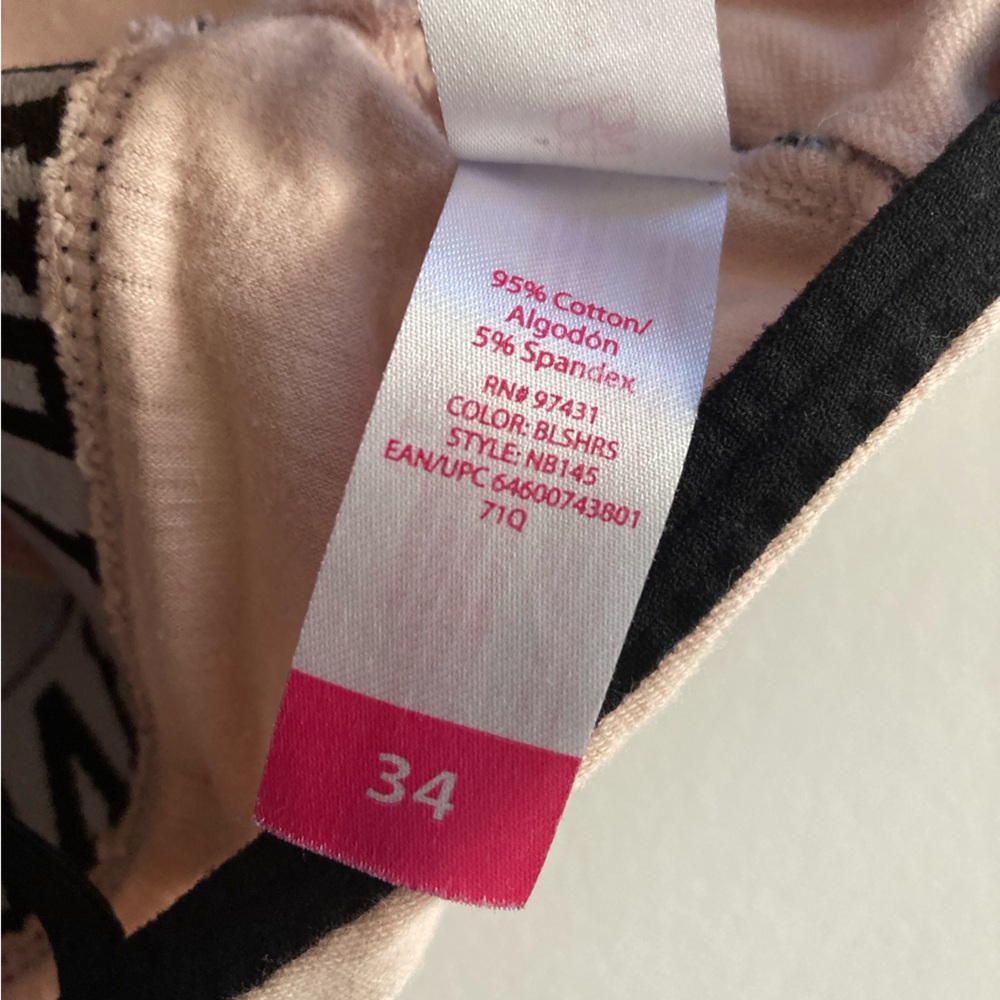 95% Cotton/
Algodón
5% Spandex
RN# 97431
COLOR: BLSHRS
STYLE: NB145
EAN/UPC 64600743801
71Q
34